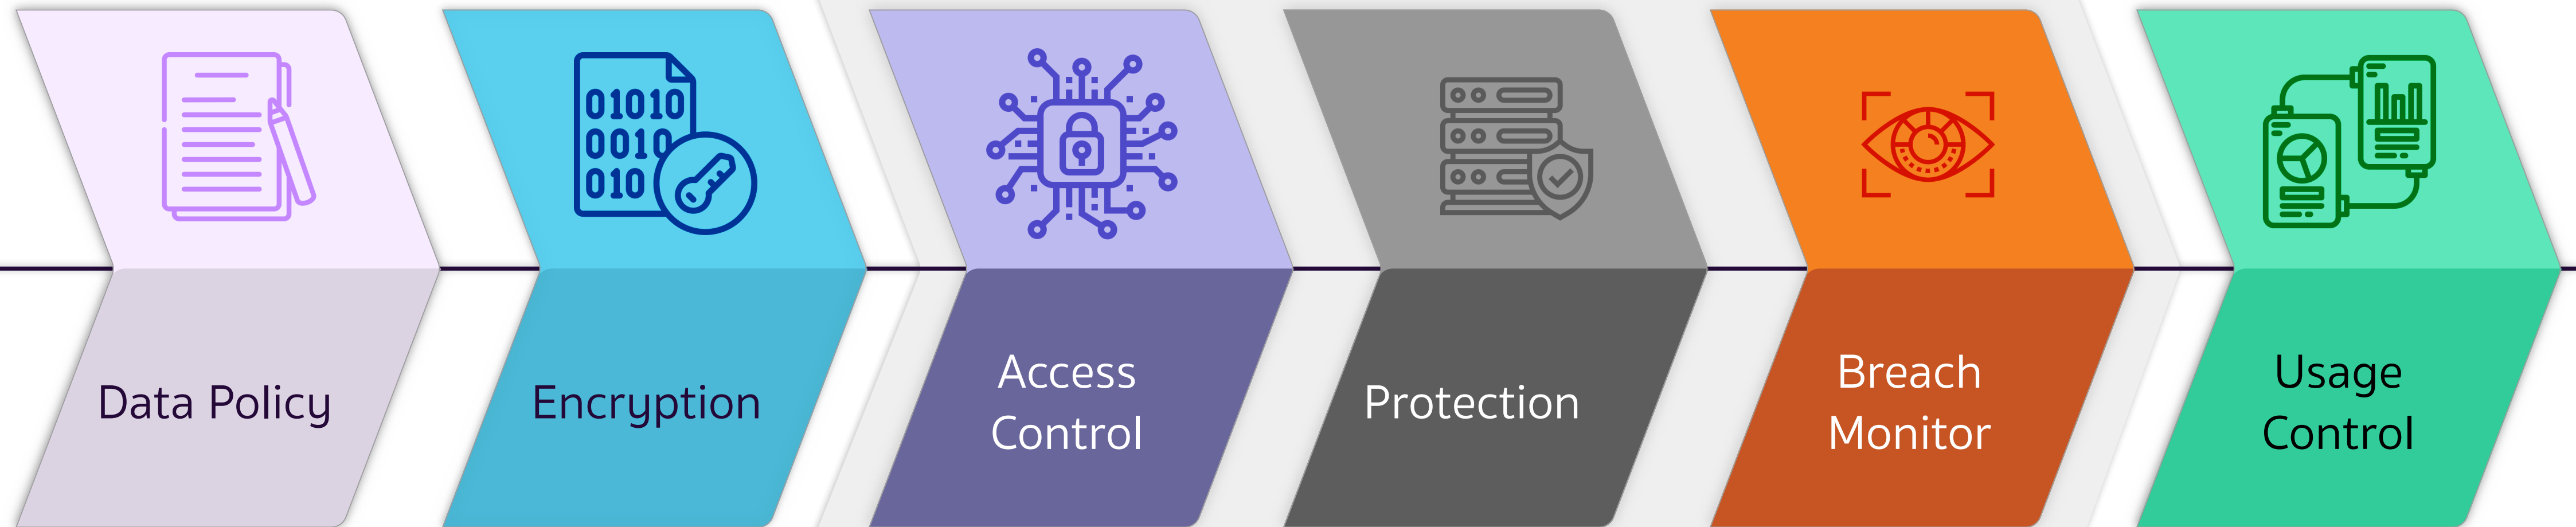 01010
0010
010
Data Policy
Encryption
Access
Control
Protection
Breach
Monitor
Usage
Control